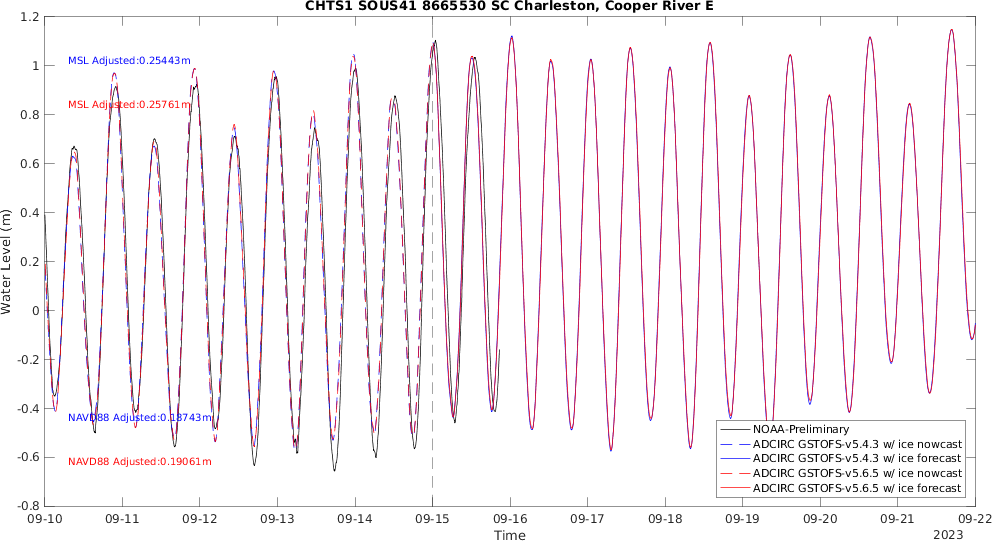 CHTS1 SOUS41 8665530 SC Charleston, Cooper River E
1.2
1
0.8
0.6
0.4
0.2
0
-0.2
-0.4
-0.6
-0.8
Water Level (m)
MSL Adjusted:0.25443m
MSL Adjusted:0.25761m
NAVD88 Adjusted:0.18743m
NAVD88 Adjusted:0.19061m
NOAA-Preliminary
ADCIRC GSTOFS-v5.4.3 w/ ice nowcast
ADCIRC GSTOFS-v5.4.3 w/ ice forecast
ADCIRC GSTOFS-v5.6.5 w/ ice nowcast
ADCIRC GSTOFS-v5.6.5 w/ ice forecast
09-10 09-11 09-12 09-13 09-14 09-15 09-16 09-17 09-18 09-19 09-20 09-21 09-22
Time
2023